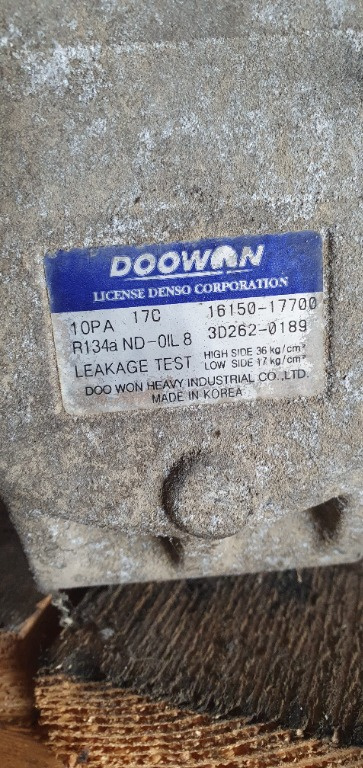 DOOWON
LICENSE DENSO CORPORATION
10PA 17C 16150-17700
R134a ND-OIL 8 3D262-0189
LEAKAGE TEST HIGH SIDE 36 kg/cm²
LOW SIDE 17 kg/cm²
DOO WON HEAVY INDUSTRIAL CO.,LTD.
MADE IN KOREA